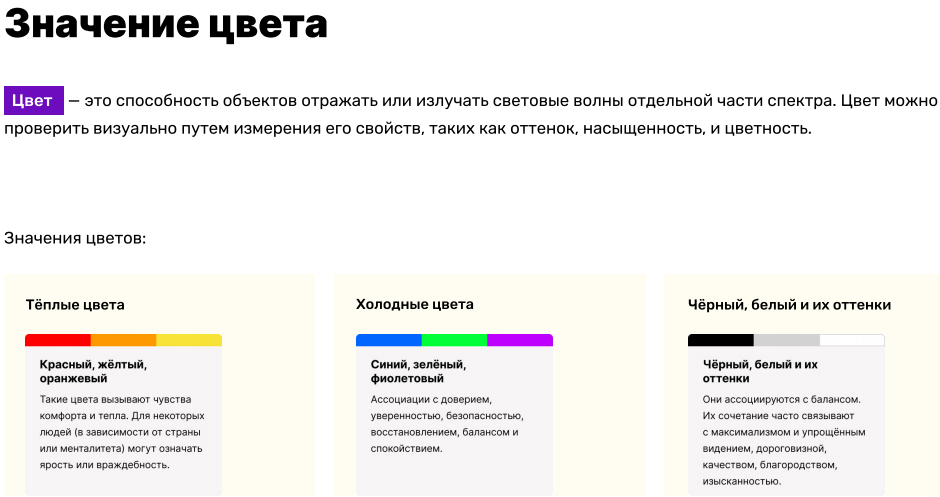 Значение цвета
Цвет — это способность объектов отражать или излучать световые волны отдельной части спектра. Цвет можно
проверить визуально путем измерения его свойств, таких как оттенок, насыщенность, и цветность.
Значения цветов:
Тёплые цвета
Красный, жёлтый,
оранжевый
Такие цвета вызывают чувства
комфорта и тепла. Для некоторых
людей (в зависимости от страны
или менталитета) могут означать
ярость или враждебность.
Холодные цвета
Синий, зелёный,
фиолетовый
Ассоциации с доверием,
уверенностью, безопасностью,
восстановлением, балансом и
спокойствием.
Чёрный, белый и их оттенки
Чёрный, белый и их
оттенки
Они ассоциируются с балансом.
Их сочетание часто связывают
с максимализмом и упрощённым
видением, дороговизной,
качеством, благородством,
изысканностью.